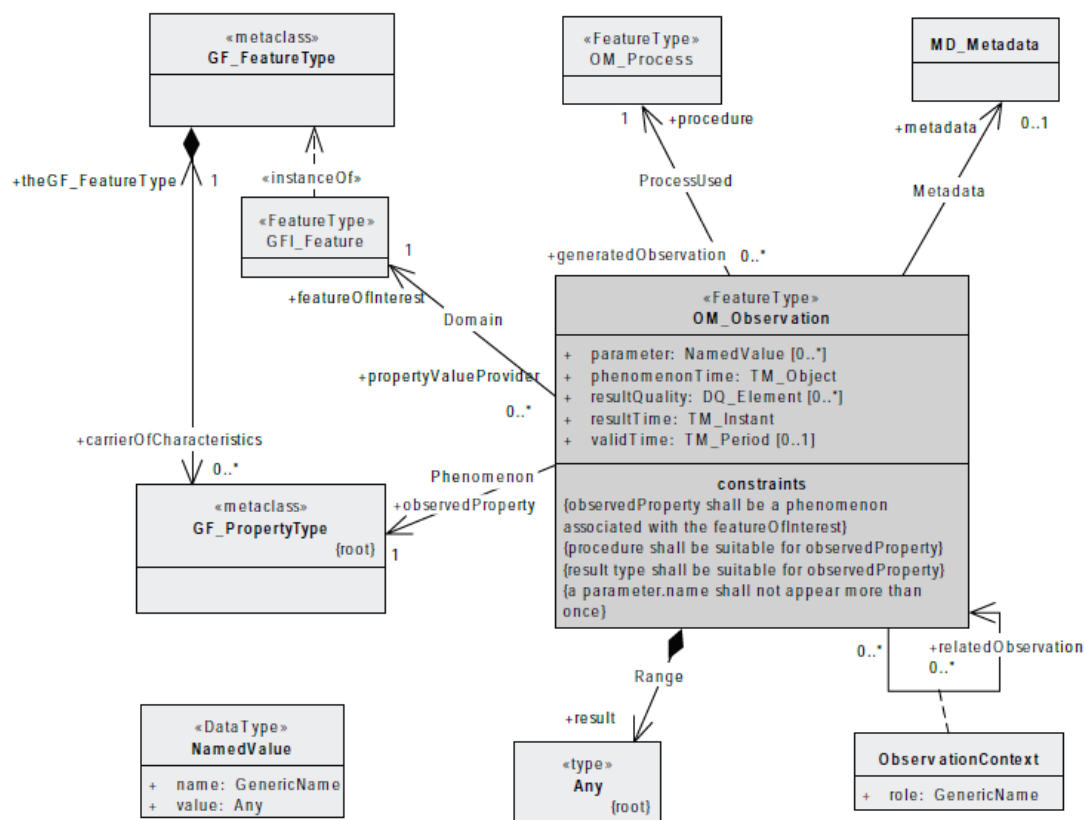 «metaclass»
GF_FeatureType
«FeatureType»
OM_Process
MD_Metadata
1
+procedure
+metadata
0..1
+theGF_FeatureType
1
«instanceOf»
ProcessUsed
Metadata
«FeatureType»
GFI_Feature
1
+generatedObservation
0..*
+featureOfInterest
Domain
«FeatureType»
OM_Observation
+ parameter: NamedValue [0..*]
+ phenomenonTime: TM_Object
+ resultQuality: DQ_Element [0..*]
+ resultTime: TM_Instant
+ validTime: TM_Period [0..1]
+propertyValueProvider
0..*
+carrierOfCharacteristics
0..*
Phenomenon
+observedProperty
1
«metaclass»
GF_PropertyType
{root}
constraints
{observedProperty shall be a phenomenon
associated with the featureOfInterest}
{procedure shall be suitable for observedProperty}
{result type shall be suitable for observedProperty}
{a parameter.name shall not appear more than
once}
0..*
+relatedObservation
0..*
Range
+result
«DataType»
NamedValue
+ name: GenericName
+ value: Any
«type»
Any
{root}
ObservationContext
+ role: GenericName